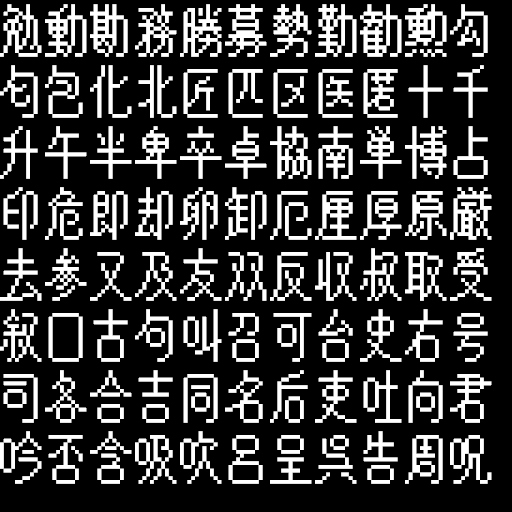 勉動勘務勝募勢勤勧勲勾
匂包化北匠匹区医匿十千
升午半卑卒卓協南単博占
印危即却卵卸厄厘厚原厳
去参又及友双反収叔取受
叙口古句叫召可台史右号
司各合吉同名后吏吐向君
吟否含吸吹呂呈呉告周呪